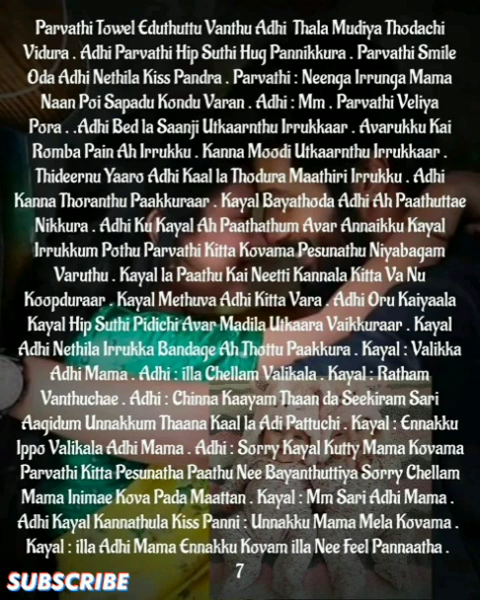 Parvathi Towel Eduthuttu Vanthu Adhi Thala Mudiya Thodachi
Vidura . Adhi Parvathi Hip Suthi Hug Pannikkura . Parvathi Smile
Oda Adhi Nethila Kiss Pandra . Parvathi : Neenga Irrunga Mama
Naan Poi Sapadu Kondu Varan . Adhi : Mm . Parvathi Veliya
Pora . .Adhi Bed la Saanji Utkaarnthu Irrukkaar . Avarukku Kai
Romba Pain Ah Irrukku . Kanna Moodi Utkaarnthu Irrukkaar .
Thideernu Yaaro Adhi Kaal la Thodura Maathiri Irrukku . Adhi
Kanna Thoranthu Paakkuraar . Kayal Bayathoda Adhi Ah Paathuttae
Nikkura . Adhi Ku Kayal Ah Paathathum Avar Annaikku Kayal
Irrukkum Pothu Parvathi Kitta Kovama Pesunathu Niyabagam
Varuthu . Kayal la Paathu Kai Neetti Kannala Kitta Va Nu
Koopduraar . Kayal Methuva Adhi Kitta Vara . Adhi Oru Kaiyaala
Kayal Hip Suthi Pidichi Avar Madila Utkaara Vaikkuraar . Kayal
Adhi Nethila Irrukka Bandage Ah Thottu Paakkura . Kayal : Valikka
Adhi Mama . Adhi : illa Chellam Valikala . Kayal : Ratham
Vanthuchae . Adhi : Chinna Kaayam Thaan da Seekiram Sari
Aagidum Unnakkum Thaana Kaal la Adi Pattuchi . Kayal : Ennakku
Ippo Valikala Adhi Mama . Adhi : Sorry Kayal Kutty Mama Kovama
Parvathi Kitta Pesunatha Paathu Nee Bayanthuttiya Sorry Chellam
Mama Inimae Kova Pada Maattan . Kayal : Mm Sari Adhi Mama .
Adhi Kayal Kannathula Kiss Panni : Unnakku Mama Mela Kovama .
Kayal : illa Adhi Mama Ennakku Kovam illa Nee Feel Pannaatha .
7
SUBSCRIBE